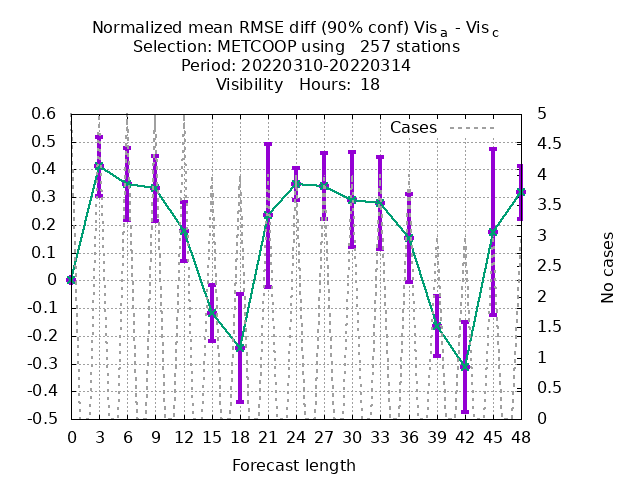 Normalized mean RMSE diff (90% conf) Vis a - Vis c
Selection: METCOOP using   257 stations
Period: 20220310-20220314
Visibility   Hours: 18
Cases
0.6
0.5
0.4
0.3
0.2
0.1
0
-0.1
-0.2
-0.3
-0.4
-0.5
5
4.5
4
3.5
3
2.5
2
1.5
1
0.5
0
No cases
0 3 6 9 12 15 18 21 24 27 30 33 36 39 42 45 48
Forecast length